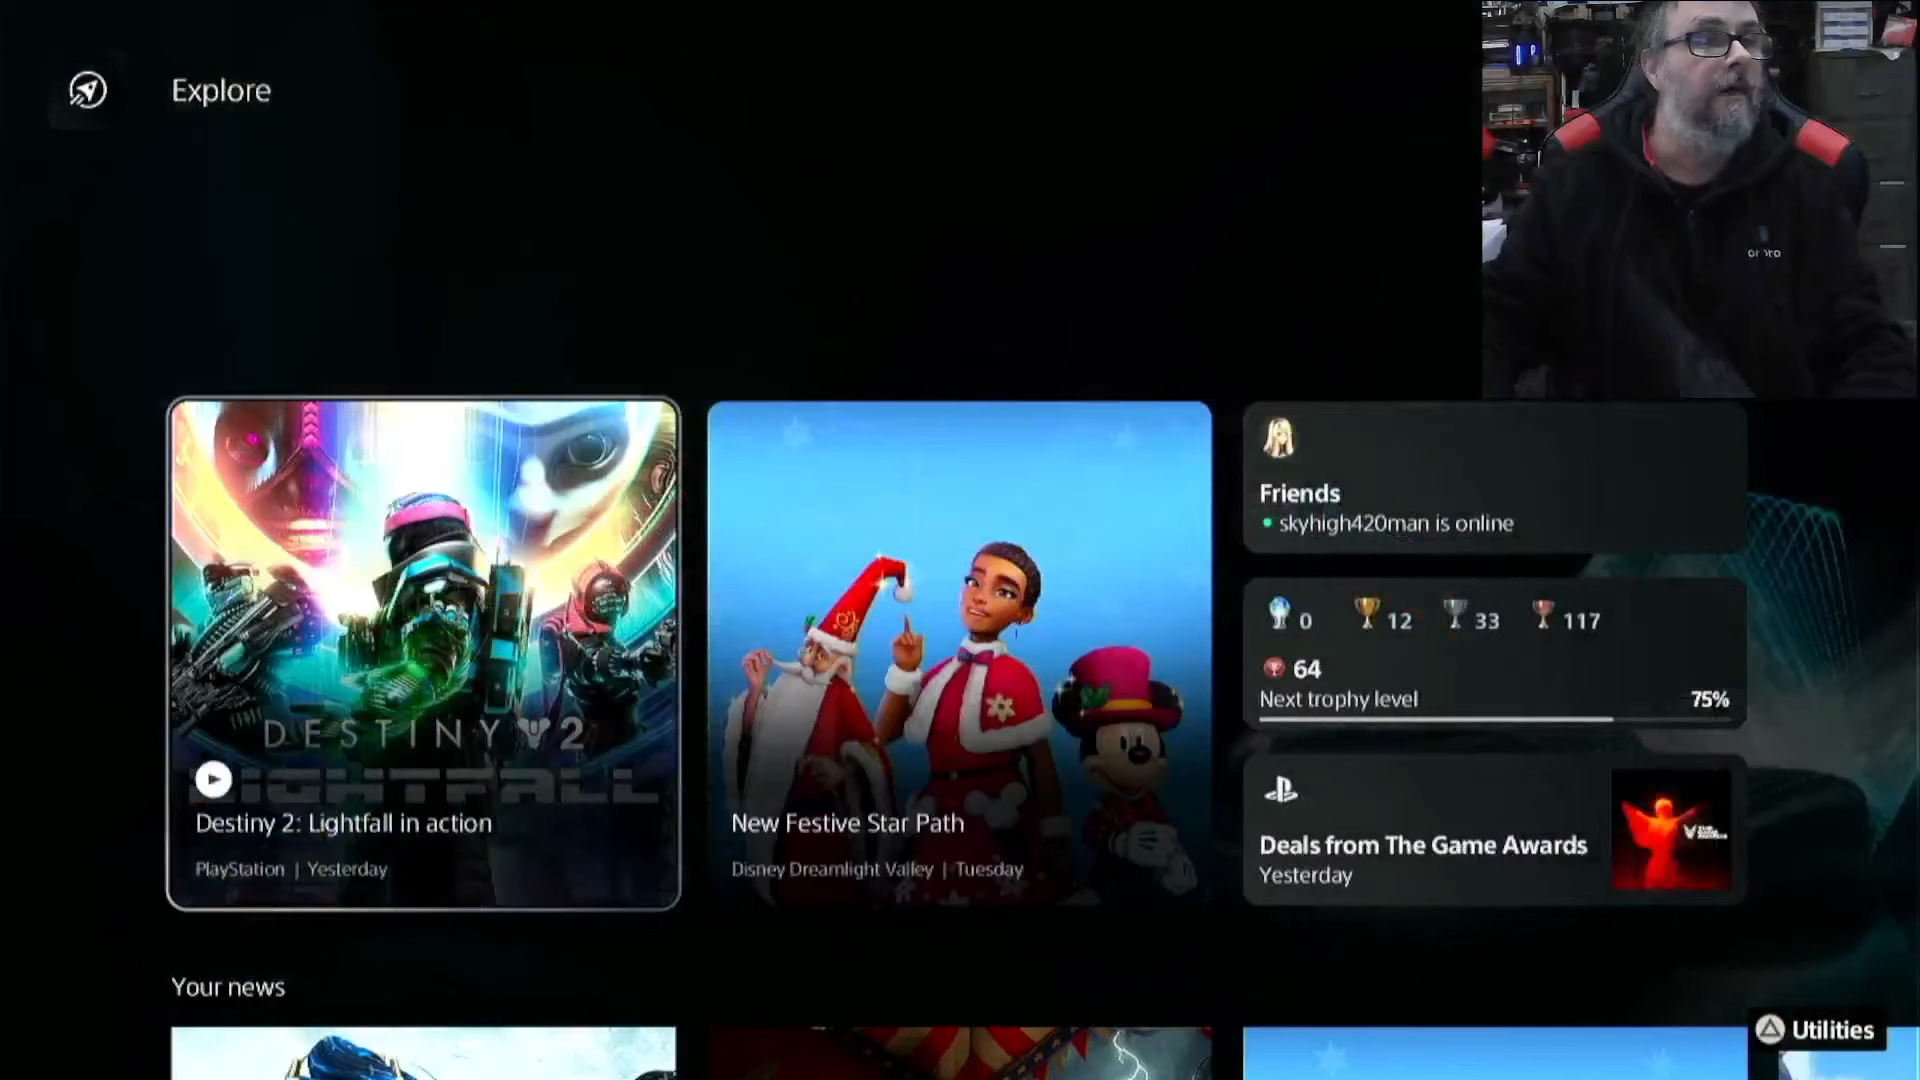 Explore
DESTINY 2
LIGHTFALL
Destiny 2: Lightfall in action
PlayStation | Yesterday
New Festive Star Path
Disney Dreamlight Valley | Tuesday
Friends
skyhigh420man is online
0 12 33 117
64
Next trophy level 75%
Deals from The Game Awards
Yesterday
Your news
Utilities